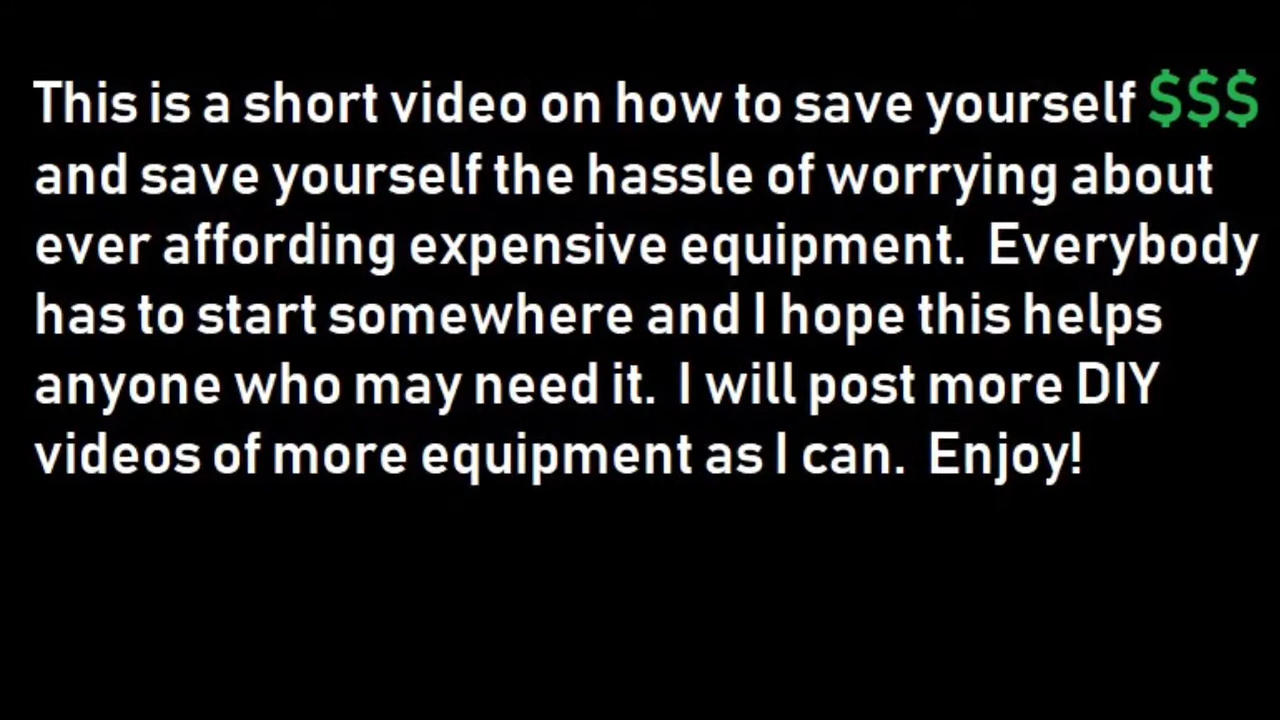 This is a short video on how to save yourself $$$
and save yourself the hassle of worrying about
ever affording expensive equipment.  Everybody
has to start somewhere and I hope this helps
anyone who may need it.  I will post more DIY
videos of more equipment as I can.  Enjoy!